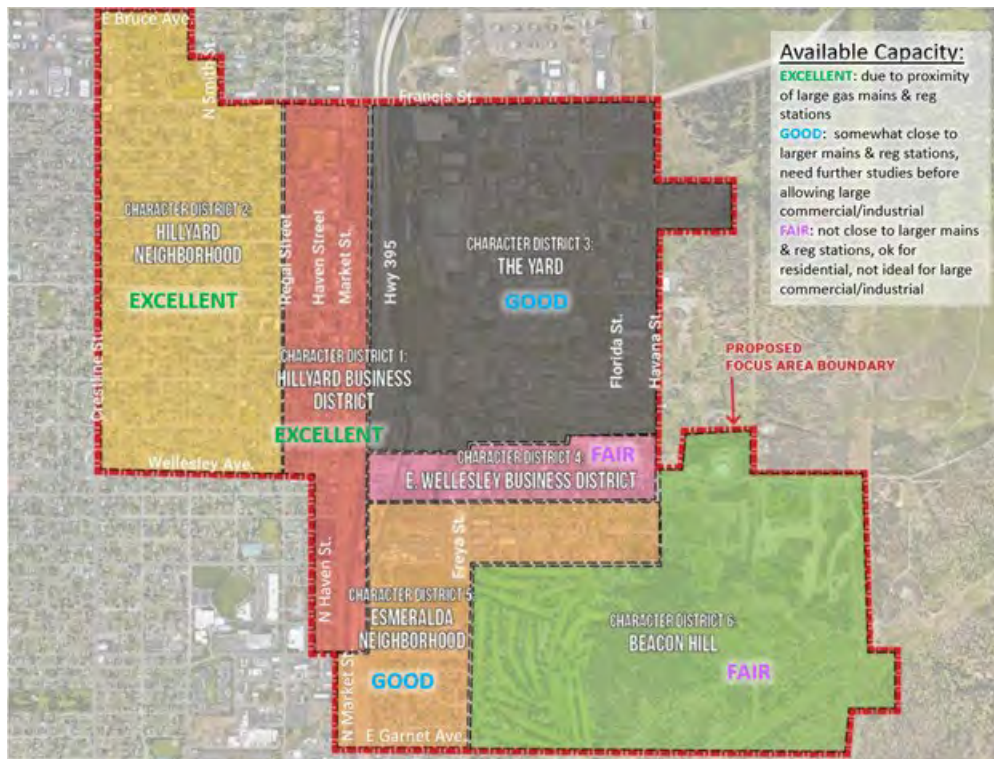 E Bruce Ave.
N Smith St.
Francis St.
Available Capacity:
EXCELLENT: due to proximity
of large gas mains & reg
stations
GOOD: somewhat close to
larger mains & reg stations,
need further studies before
allowing large
commercial/industrial
FAIR: not close to larger mains
& reg stations, ok for
residential, not ideal for large
commercial/industrial
CHARACTER DISTRICT 2:
HILLYARD
NEIGHBORHOOD
EXCELLENT
Regal Street
Haven Street
Market St.
Hwy 395
CHARACTER DISTRICT 3:
THE YARD
GOOD
Florida St.
Havana St.
PROPOSED
FOCUS AREA BOUNDARY
Crestline St.
CHARACTER DISTRICT 1:
HILLYARD BUSINESS
DISTRICT
EXCELLENT
Wellesley Ave.
CHARACTER DISTRICT 4:
FAIR
E. WELLESLEY BUSINESS DISTRICT
N Haven St.
Freya St.
CHARACTER DISTRICT 5:
ESMERALDA
NEIGHBORHOOD
GOOD
CHARACTER DISTRICT 6:
BEACON HILL
FAIR
N Market St.
E Garnet Ave.